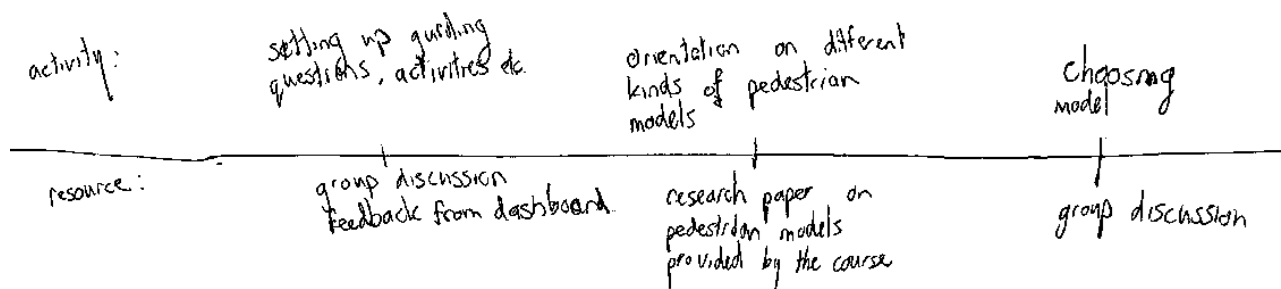 activity:
setting up guiding
questions, activities etc.
orientation on different
kinds of pedestrian
models
choosing
model
resource:
group discussion
feedback from dashboard
research paper on
pedestrian models
provided by the course
group discussion